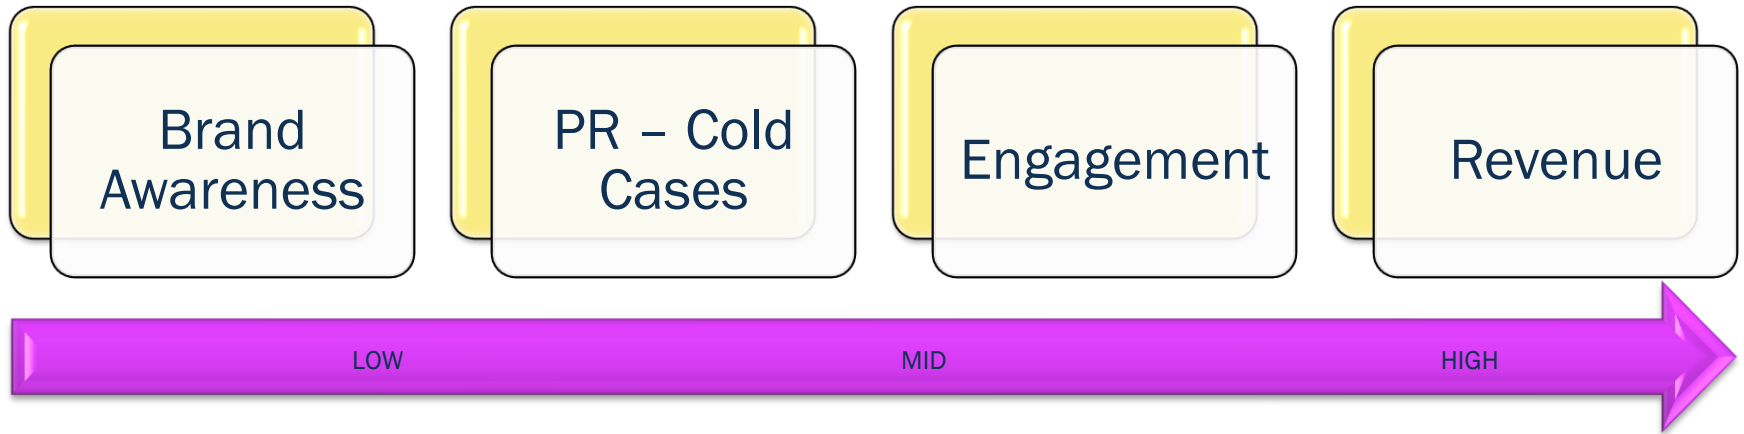 Brand
Awareness
PR – Cold
Cases
Engagement
Revenue
LOW
MID
HIGH